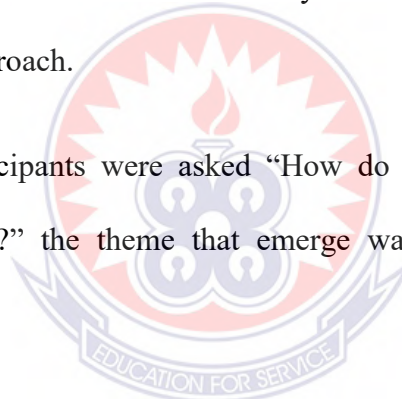 roach.
cipants were asked “How do
?” the theme that emerge wa
EDUCATION FOR SERVICE